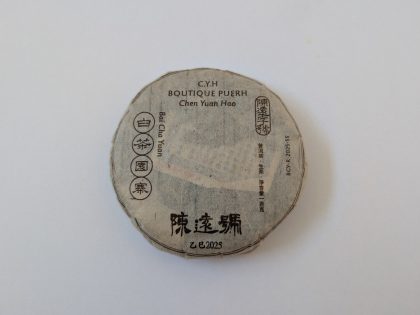 C.Y.H
BOUTIQUE PUERH
Chen Yuan Hao
Bai Cha Yuan
白茶園寨
陳遠號
乙巳2025